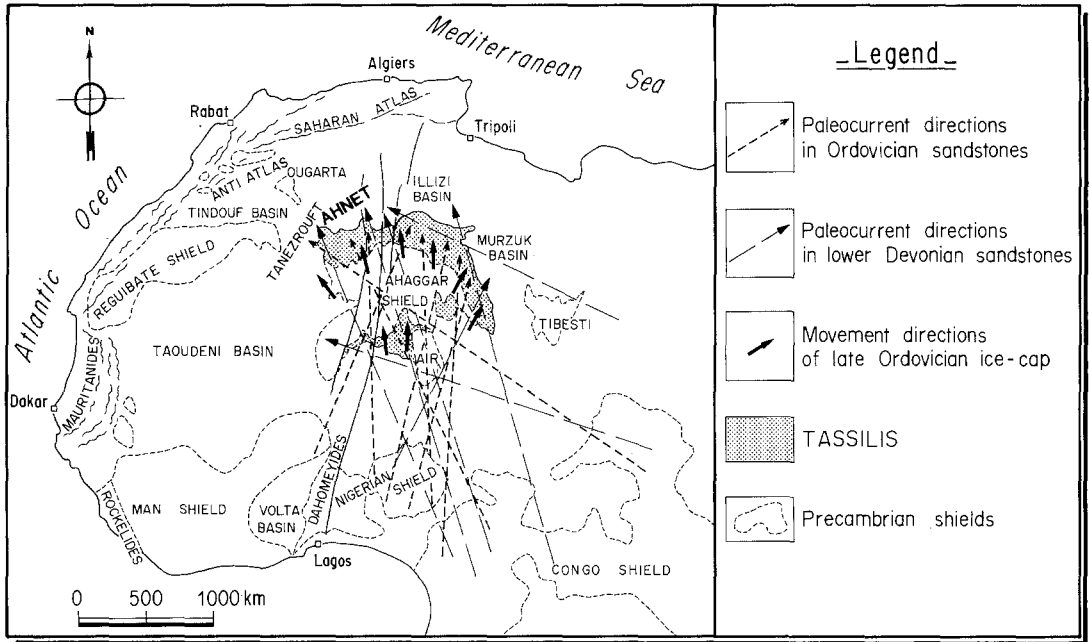 N
Mediterranean Sea
Algiers
Rabat
SAHARAN ATLAS
Tripoli
Atlantic Ocean
ANTI ATLAS
OUGARTA
ILLIZI
BASIN
AHNET
TINDOUF BASIN
TANEZROUFT
MURZUK
BASIN
REGUIBATE SHIELD
AHAGGAR
SHIELD
TIBESTI
TAOUDENI BASIN
AIR
Dakar
MAURITANIDES
DAHOMEYIDES
NIGERIAN SHIELD
ROCKELIDES
MAN SHIELD
VOLTA
BASIN
Lagos
CONGO SHIELD
0 500 1000 km
Legend
Paleocurrent directions
in Ordovician sandstones
Paleocurrent directions
in lower Devonian sandstones
Movement directions
of late Ordovician ice-cap
TASSILIS
Precambrian shields